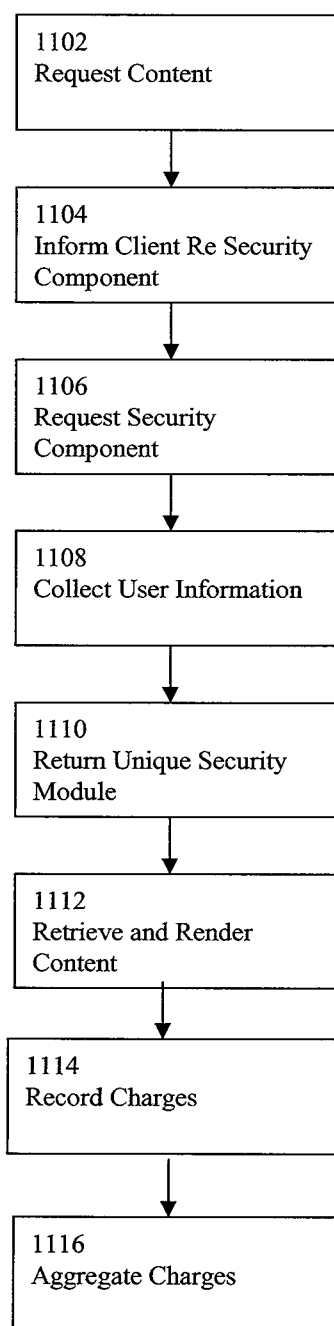 1102
Request Content
1104
Inform Client Re Security
Component
1106
Request Security
Component
1108
Collect User Information
1110
Return Unique Security
Module
1112
Retrieve and Render
Content
1114
Record Charges
1116
Aggregate Charges